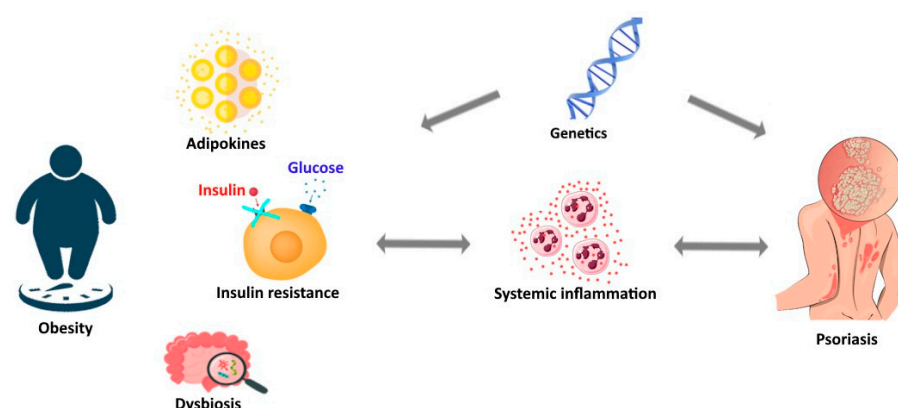 Adipokines
Genetics
Glucose
Insulin
Obesity
Insulin resistance
Systemic inflammation
Psoriasis
Dysbiosis